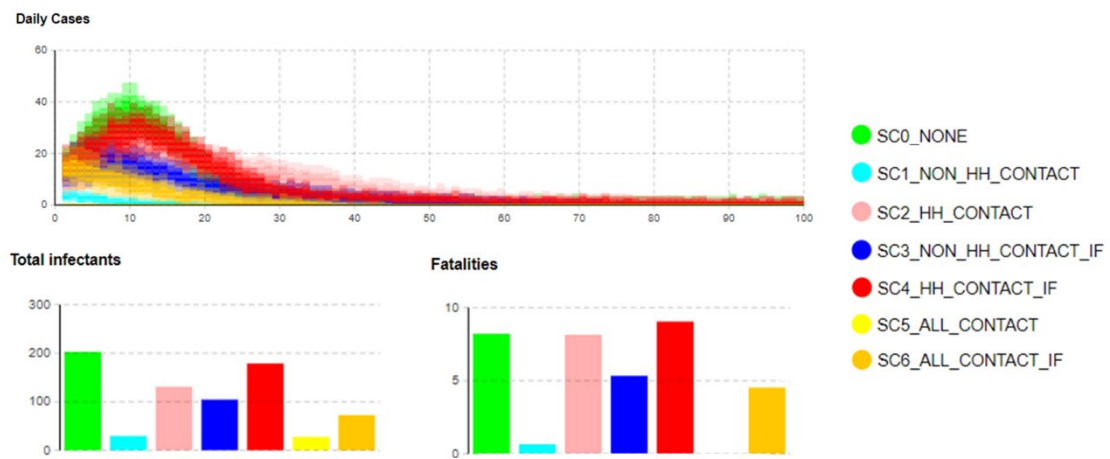 Daily Cases
60
40
20
0
0 10 20 30 40 50 60 70 80 90 100
SC0_NONE
SC1_NON_HH_CONTACT
SC2_HH_CONTACT
SC3_NON_HH_CONTACT_IF
SC4_HH_CONTACT_IF
SC5_ALL_CONTACT
SC6_ALL_CONTACT_IF
Total infectants
300
200
100
0
Fatalities
10
5
0